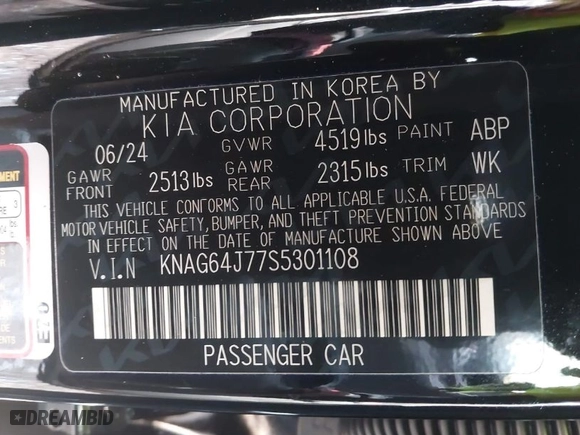 MANUFACTURED IN KOREA BY
KIA CORPORATION
06/24 GVWR 4519 lbs PAINT ABP
GAWR FRONT 2513 lbs GAWR REAR 2315 lbs TRIM WK
THIS VEHICLE CONFORMS TO ALL APPLICABLE U.S.A. FEDERAL
MOTOR VEHICLE SAFETY, BUMPER, AND THEFT PREVENTION STANDARDS
IN EFFECT ON THE DATE OF MANUFACTURE SHOWN ABOVE.
V.I.N KNAG64J77S5301108
PASSENGER CAR
DREAMBID